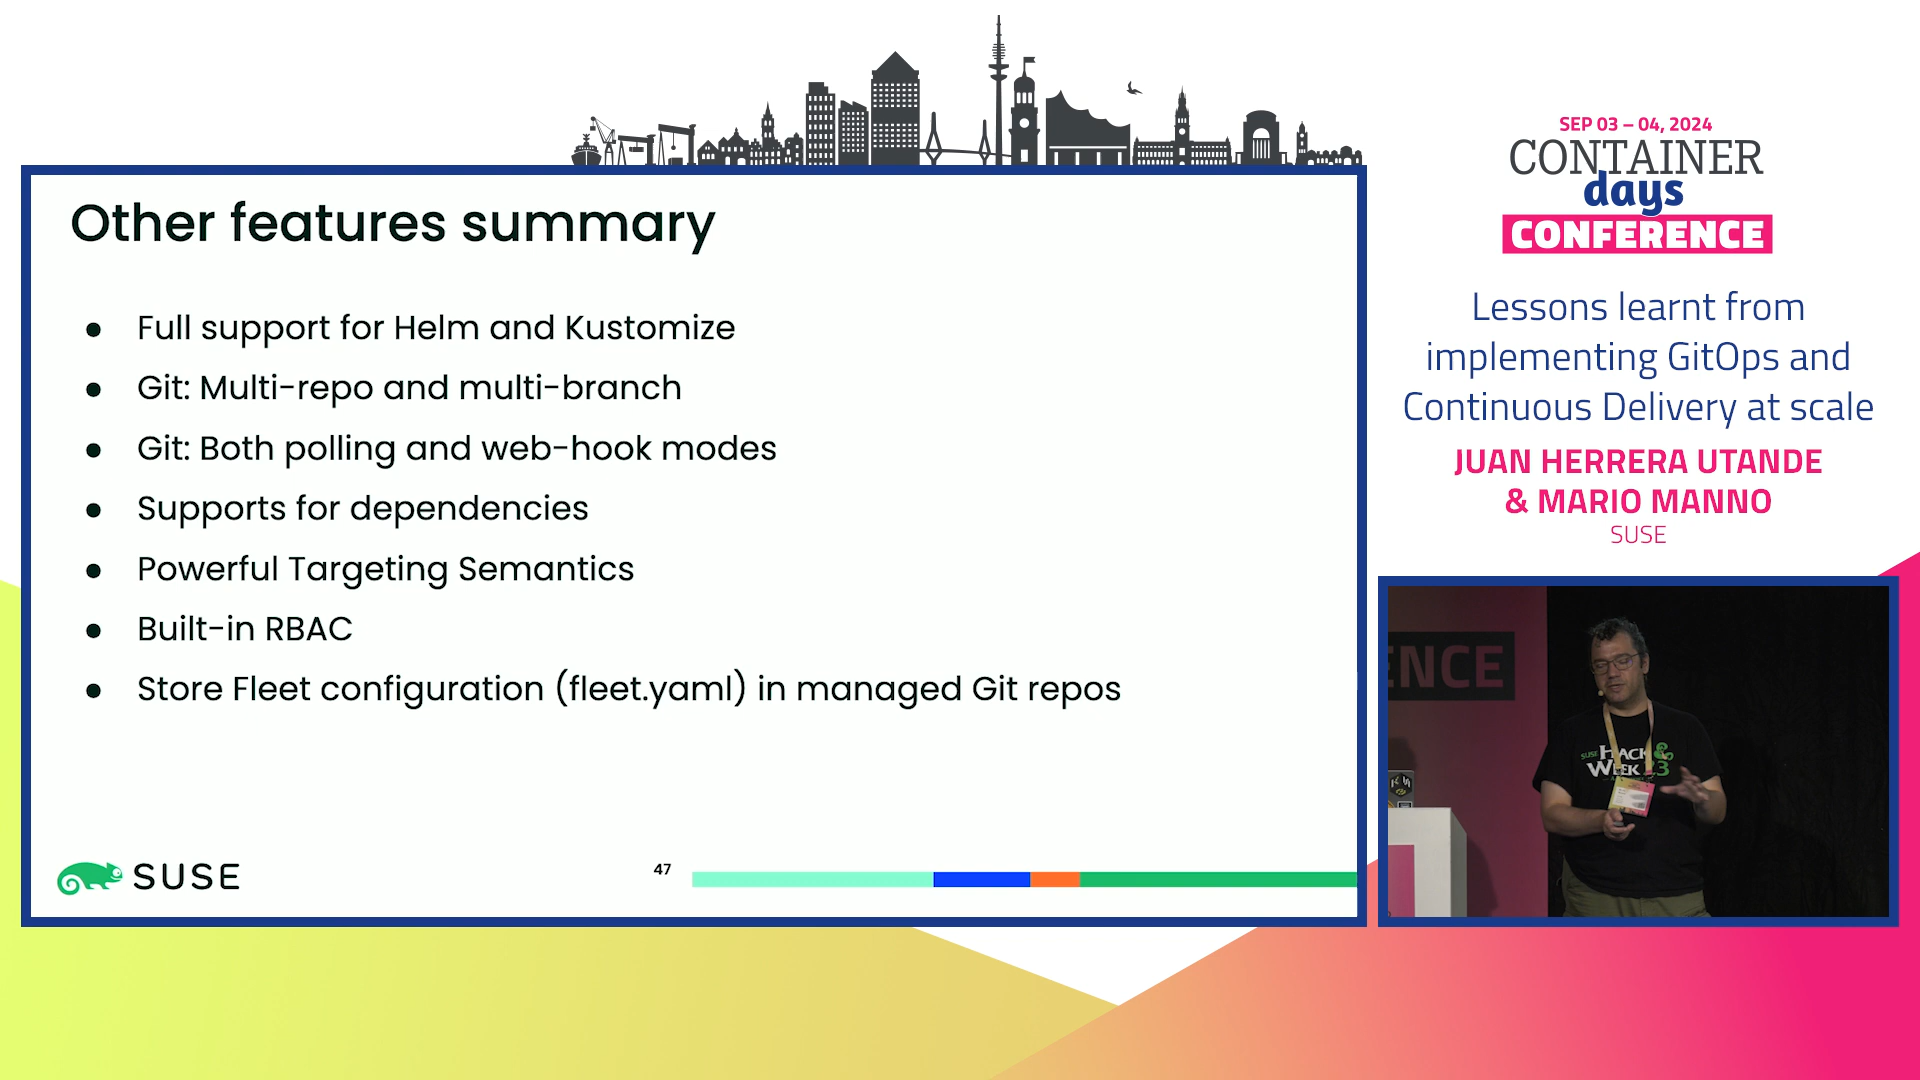 SEP 03 – 04, 2024
CONTAINER
days
CONFERENCE
Other features summary
● Full support for Helm and Kustomize
● Git: Multi-repo and multi-branch
● Git: Both polling and web-hook modes
● Supports for dependencies
● Powerful Targeting Semantics
● Built-in RBAC
● Store Fleet configuration (fleet.yaml) in managed Git repos
SUSE
47
Lessons learnt from
implementing GitOps and
Continuous Delivery at scale
JUAN HERRERA UTANDE
& MARIO MANNO
SUSE
ENCE
SUSE HACK
WEEK 23